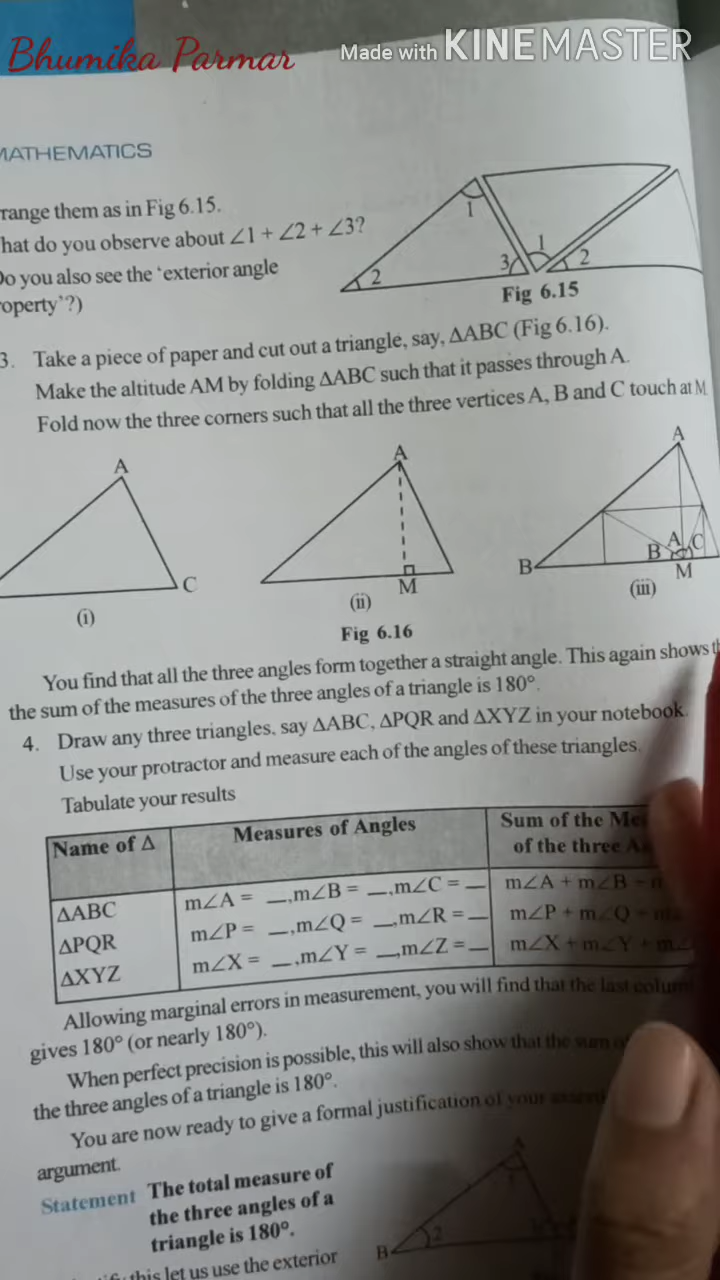 Bhumika Parmar
Made with KINEMASTER
MATHEMATICS
range them as in Fig 6.15.
hat do you observe about ∠1 + ∠2 + ∠3?
Do you also see the 'exterior angle
operty'?)
1
2
3
1
2
Fig 6.15
3. Take a piece of paper and cut out a triangle, say, ΔABC (Fig 6.16).
Make the altitude AM by folding ΔABC such that it passes through A.
Fold now the three corners such that all the three vertices A, B and C touch at M.
A
C
(i)
A
M
(ii)
A
B
B A C
M
(iii)
Fig 6.16
You find that all the three angles form together a straight angle. This again shows
the sum of the measures of the three angles of a triangle is 180°.
4. Draw any three triangles, say ΔABC, ΔPQR and ΔXYZ in your notebook.
Use your protractor and measure each of the angles of these triangles.
Tabulate your results
Name of Δ Measures of Angles Sum of the Me
of the three A
ΔABC m∠A = __, m∠B = __, m∠C = __ m∠A + m∠B +
ΔPQR m∠P = __, m∠Q = __, m∠R = __ m∠P + m∠Q +
ΔXYZ m∠X = __, m∠Y = __, m∠Z = __ m∠X + m∠Y + m∠
Allowing marginal errors in measurement, you will find that the last colum
gives 180° (or nearly 180°).
When perfect precision is possible, this will also show that the sum
the three angles of a triangle is 180°.
You are now ready to give a formal justification of your
argument.
Statement The total measure of
the three angles of a
triangle is 180°.
A
1
B
2
this let us use the exterior